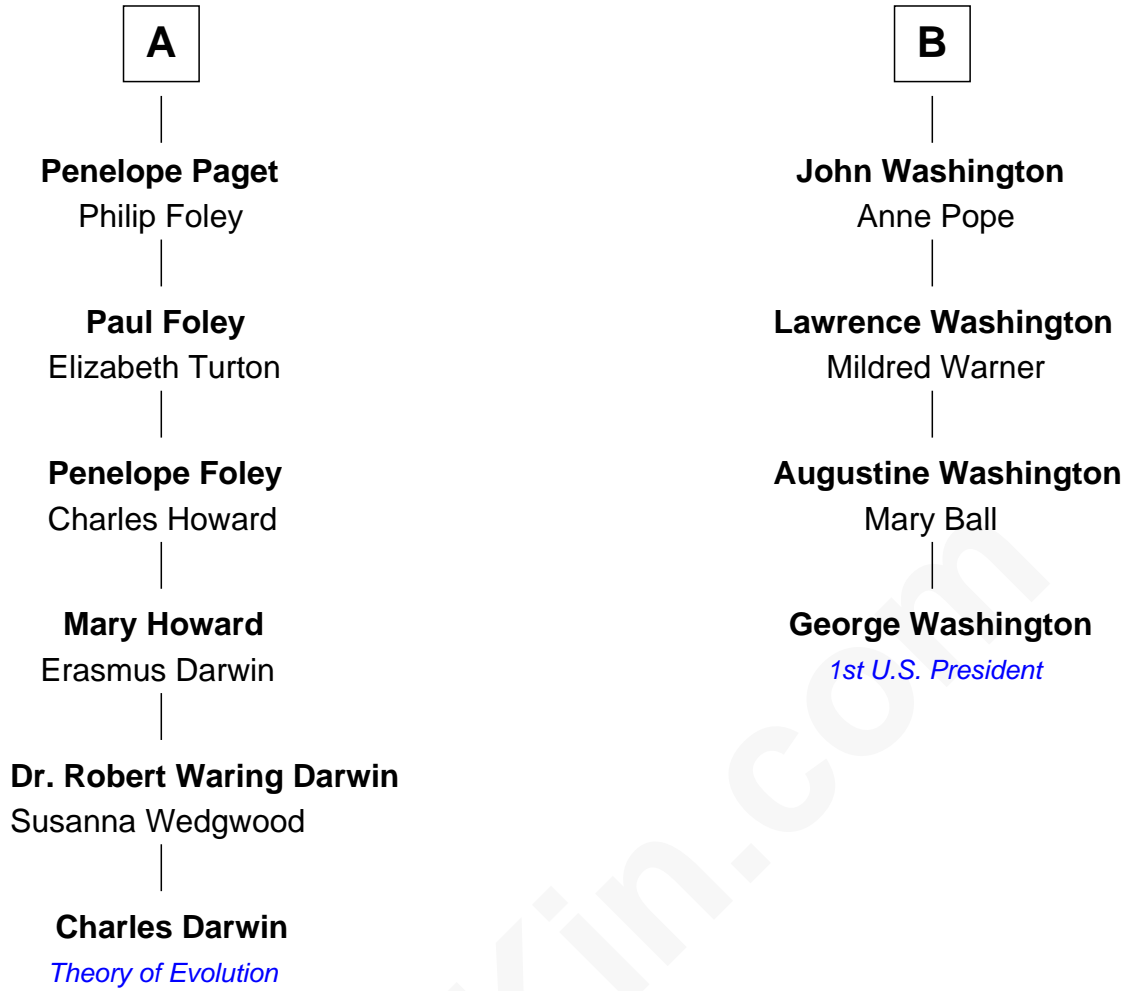 A
Penelope Paget
Philip Foley
Paul Foley
Elizabeth Turton
Penelope Foley
Charles Howard
Mary Howard
Erasmus Darwin
Dr. Robert Waring Darwin
Susanna Wedgwood
Charles Darwin
Theory of Evolution
B
John Washington
Anne Pope
Lawrence Washington
Mildred Warner
Augustine Washington
Mary Ball
George Washington
1st U.S. President
Kin.com